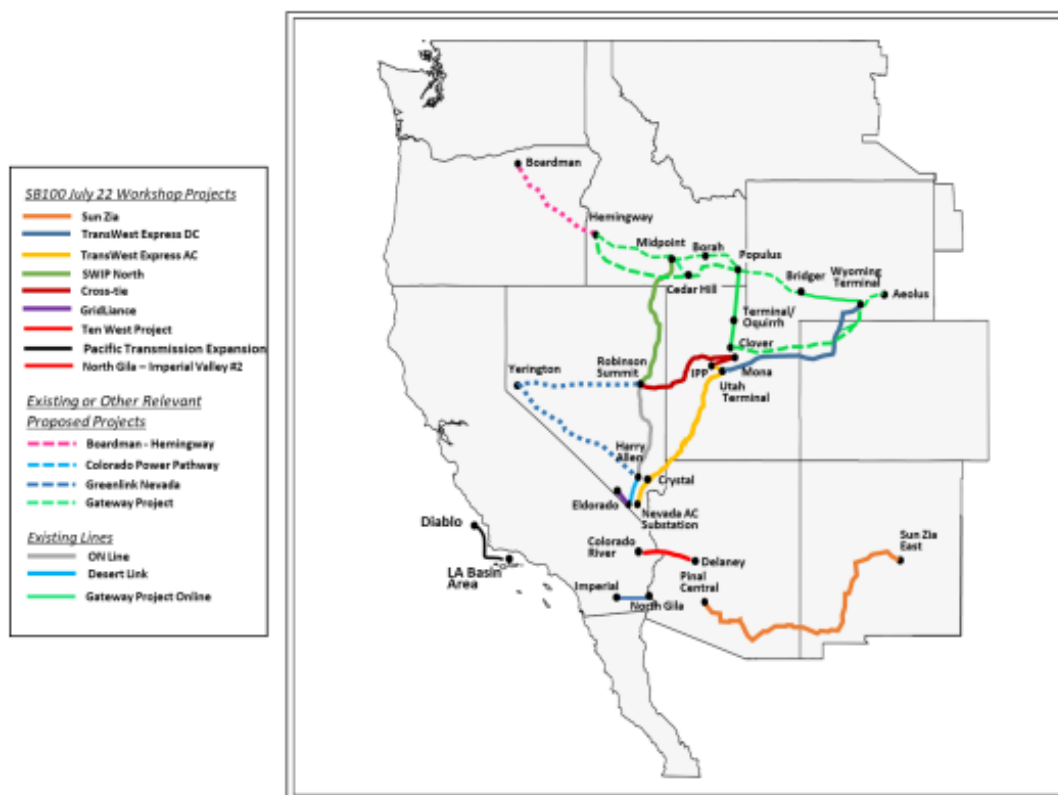 SB100 July 22 Workshop Projects
Sun Zia
TransWest Express DC
TransWest Express AC
SWIP North
Cross-tie
GridLiance
Ten West Project
Pacific Transmission Expansion
North Gila – Imperial Valley #2
Existing or Other Relevant
Proposed Projects
Boardman - Hemingway
Colorado Power Pathway
Greenlink Nevada
Gateway Project
Existing Lines
ON Line
Desert Link
Gateway Project Online
Boardman
Hemingway
Midpoint
Borah
Populus
Cedar Hill
Bridger
Wyoming
Terminal
Aeolus
Terminal/
Oquirrh
Clover
Robinson
Summit
IPP
Mona
Utah
Terminal
Yerington
Harry
Allen
Crystal
Eldorado
Nevada AC
Substation
Diablo
LA Basin
Area
Colorado
River
Delaney
Pinal
Central
Imperial
North Gila
Sun Zia
East